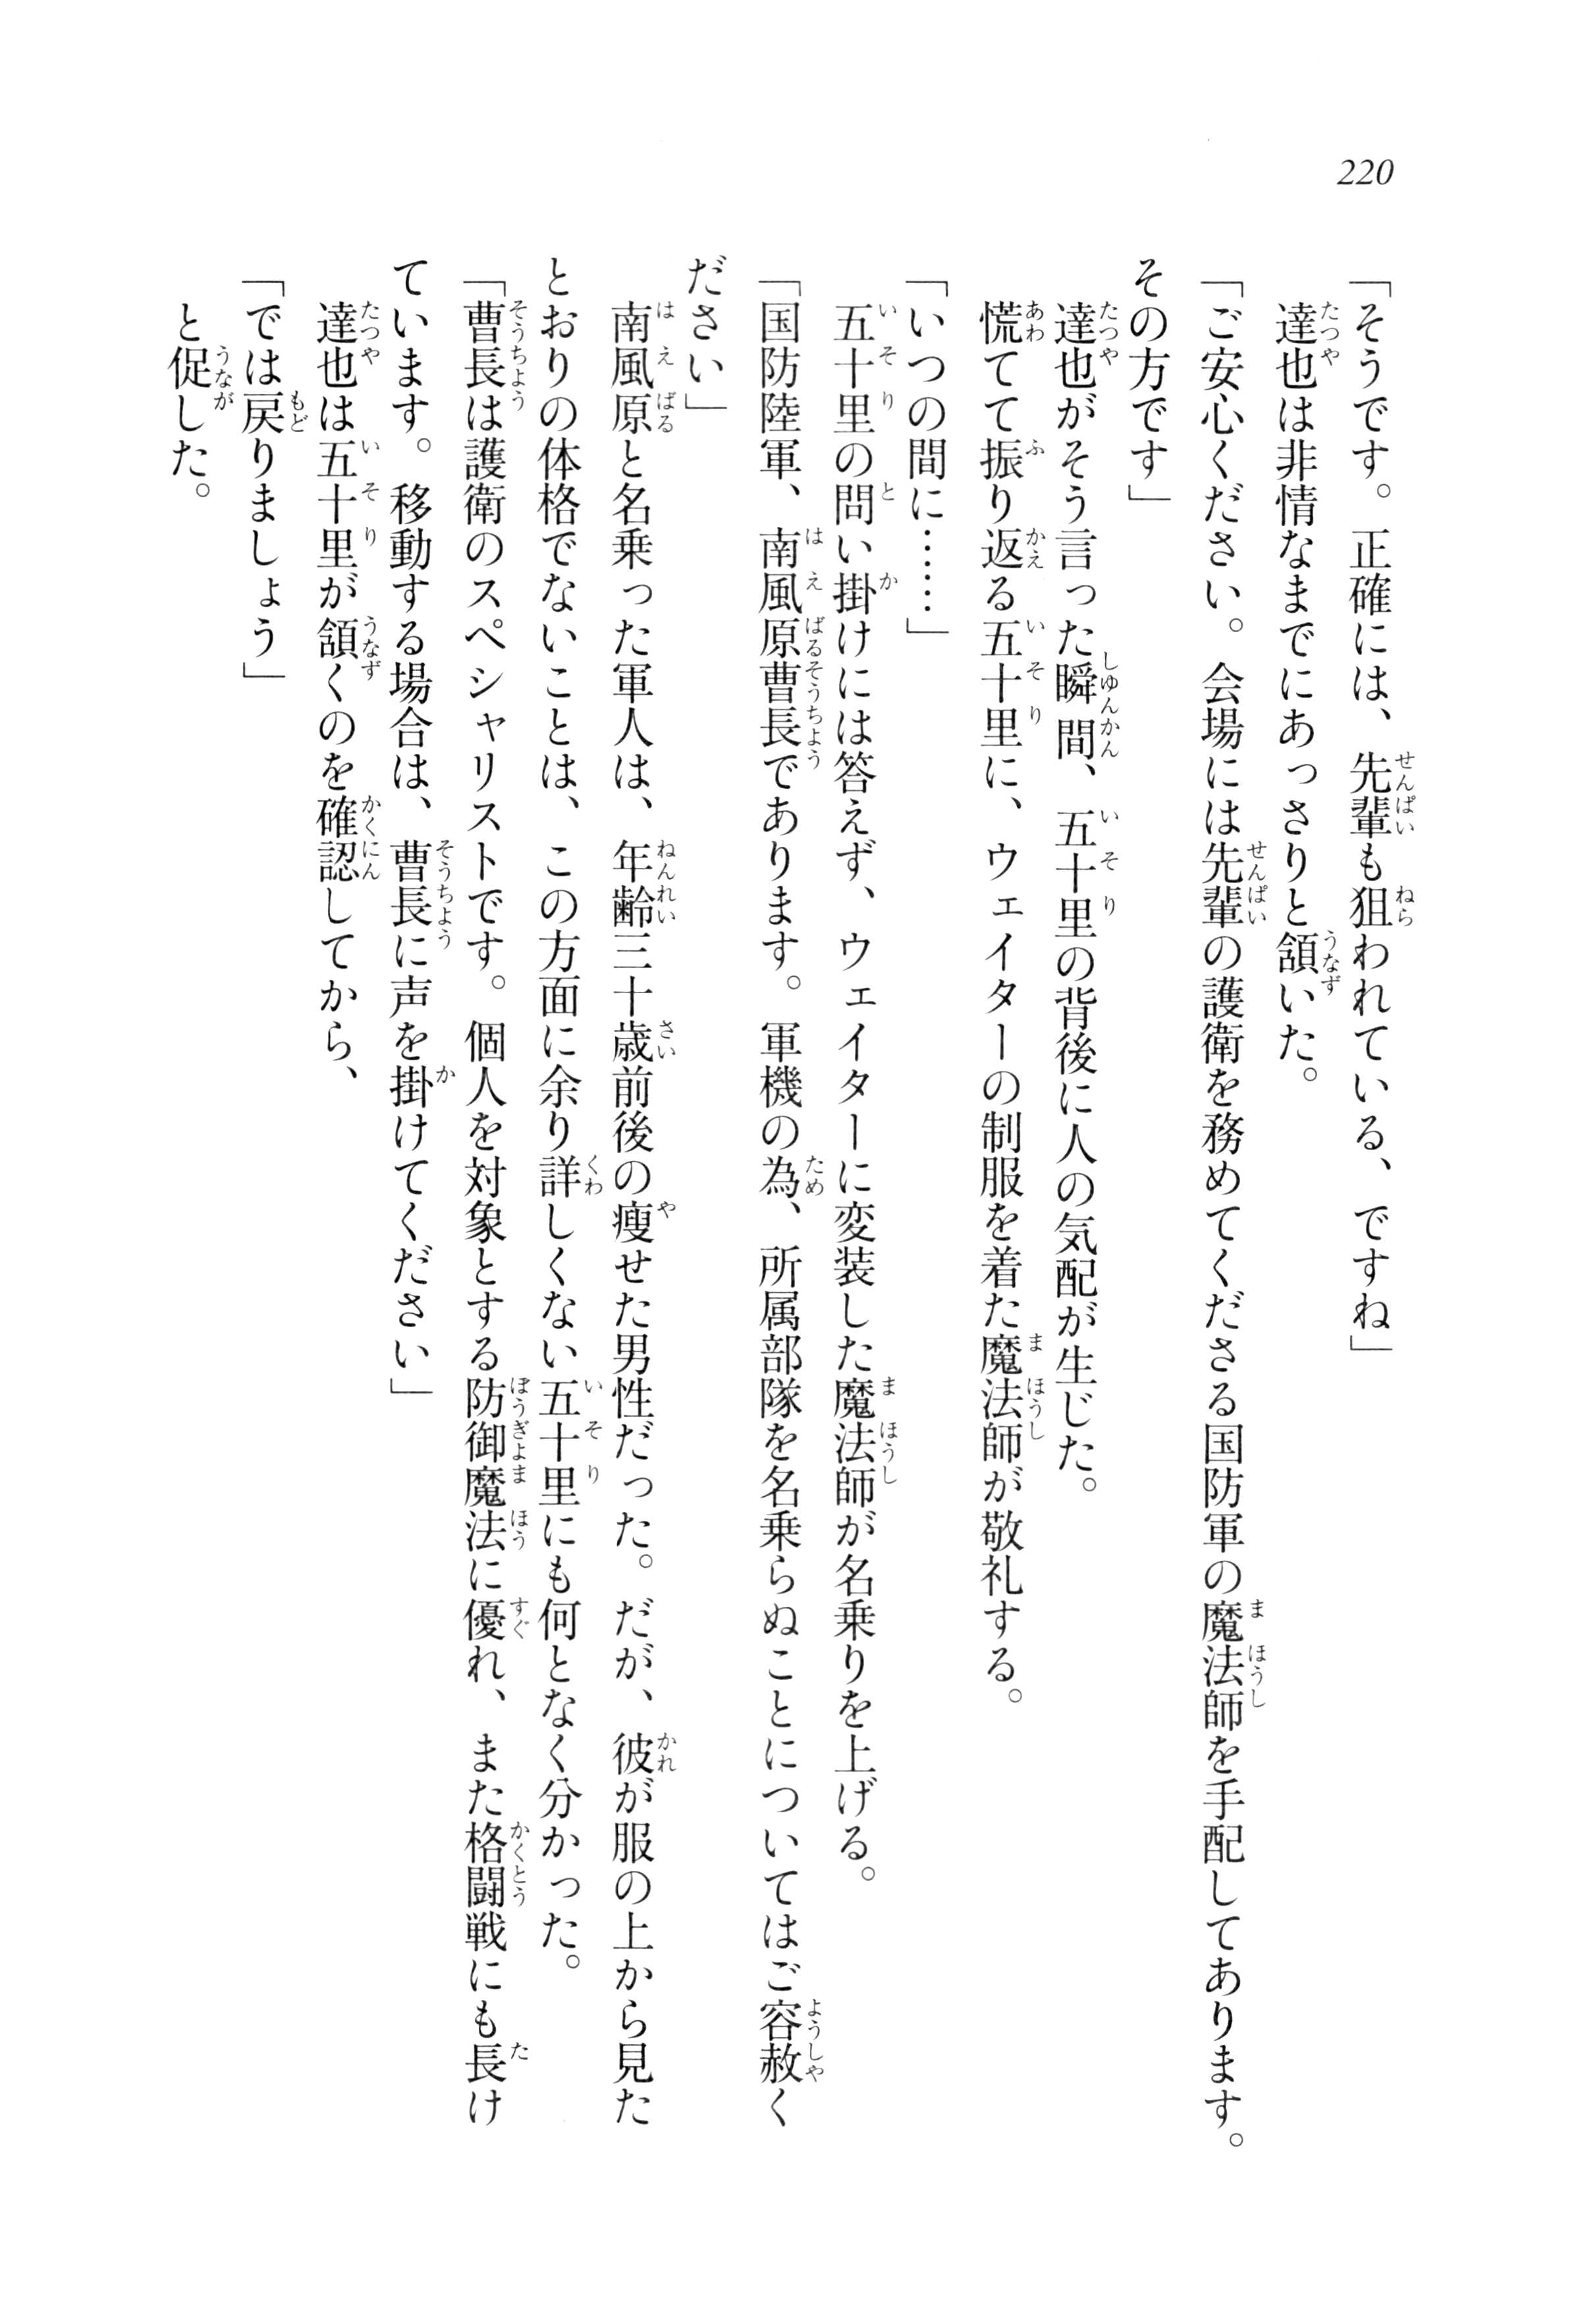 220
「そうです。正確には、先輩も狙われている、ですね」
達也は非情なまでにあっさりと頷いた。
「ご安心ください。会場には先輩の護衛を務めてくださる国防軍の魔法師を手配してあります。
その方です」
達也がそう言った瞬間、五十里の背後に人の気配が生じた。
慌てて振り返る五十里に、ウェイターの制服を着た魔法師が敬礼する。
「いつの間に……」
五十里の問い掛けには答えず、ウェイターに変装した魔法師が名乗りを上げる。
「国防陸軍、南風原曹長であります。軍機の為、所属部隊を名乗らぬことについてはご容赦く
ださい」
南風原と名乗った軍人は、年齢三十歳前後の痩せた男性だった。だが、彼が服の上から見た
とおりの体格でないことは、この方面に余り詳しくない五十里にも何となく分かった。
「曹長は護衛のスペシャリストです。個人を対象とする防御魔法に優れ、また格闘戦にも長け
ています。移動する場合は、曹長に声を掛けてください」
達也は五十里が頷くのを確認してから、
「では戻りましょう」
と促した。